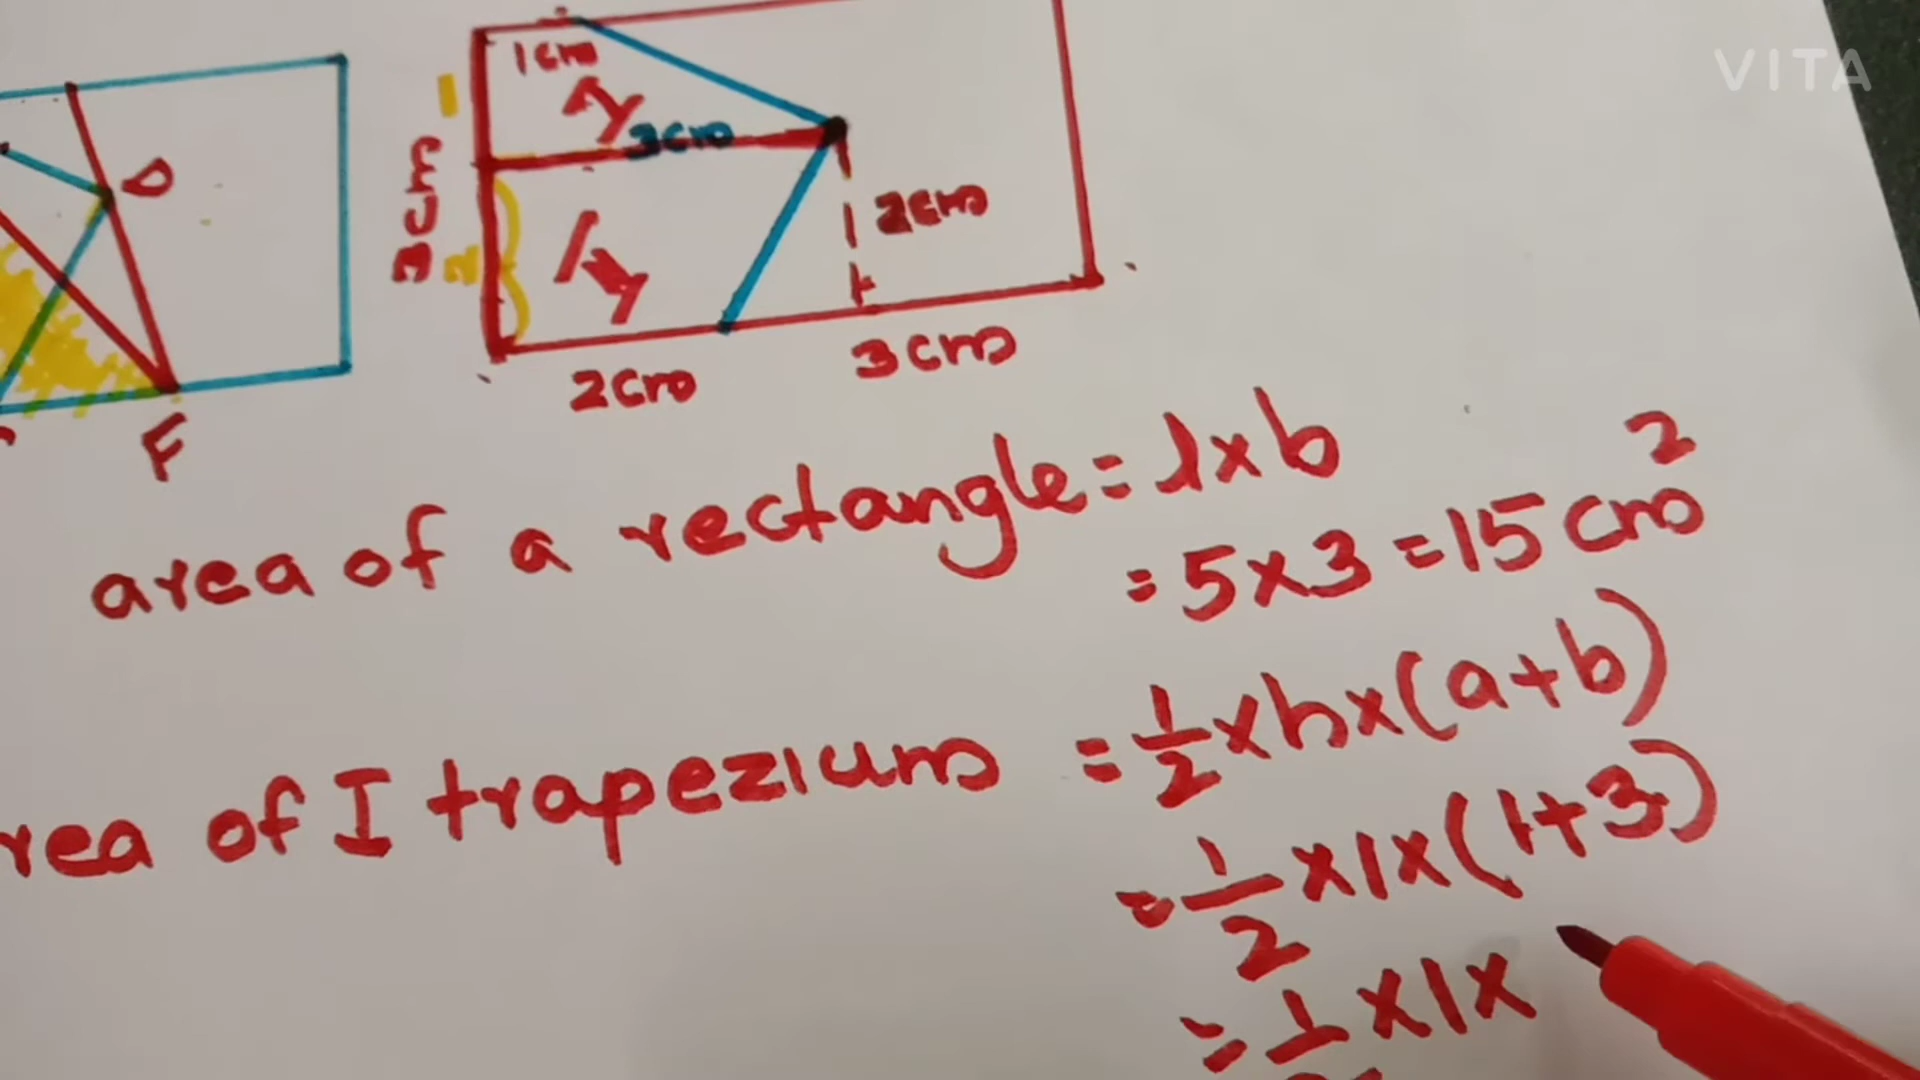 VITA
1cm
3cm
D
3cm
2cm
2cm
3cm
F
area of a rectangle = l×b
= 5×3 = 15 cm²
rea of I trapezium = 1/2 × h × (a+b)
= 1/2 × 1 × (1+3)
= 1/2 × 1 ×